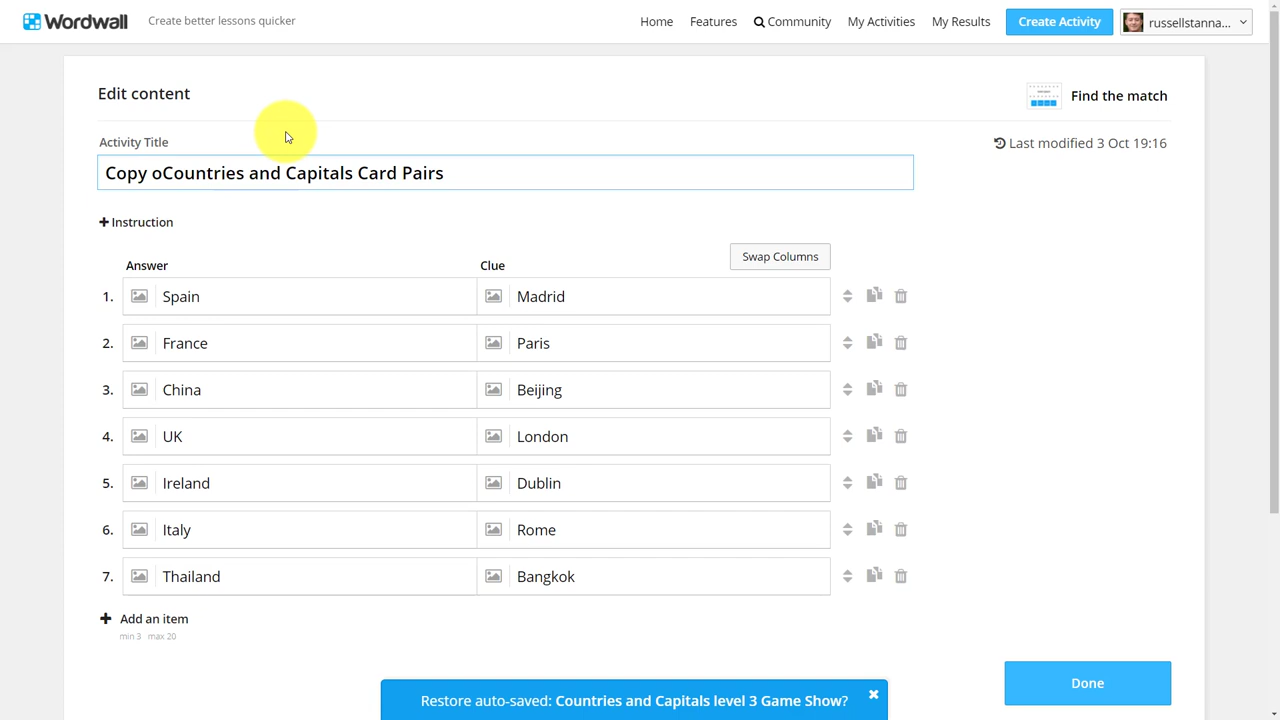 Wordwall
Create better lessons quicker
Home
Features
Community
My Activities
My Results
Create Activity
russellstanna...
Edit content
Find the match
Activity Title
Last modified 3 Oct 19:16
Copy oCountries and Capitals Card Pairs
Instruction
Swap Columns
Answer
Clue
1. Spain Madrid
2. France Paris
3. China Beijing
4. UK London
5. Ireland Dublin
6. Italy Rome
7. Thailand Bangkok
Add an item
min 3 max 20
Done
Restore auto-saved: Countries and Capitals level 3 Game Show?